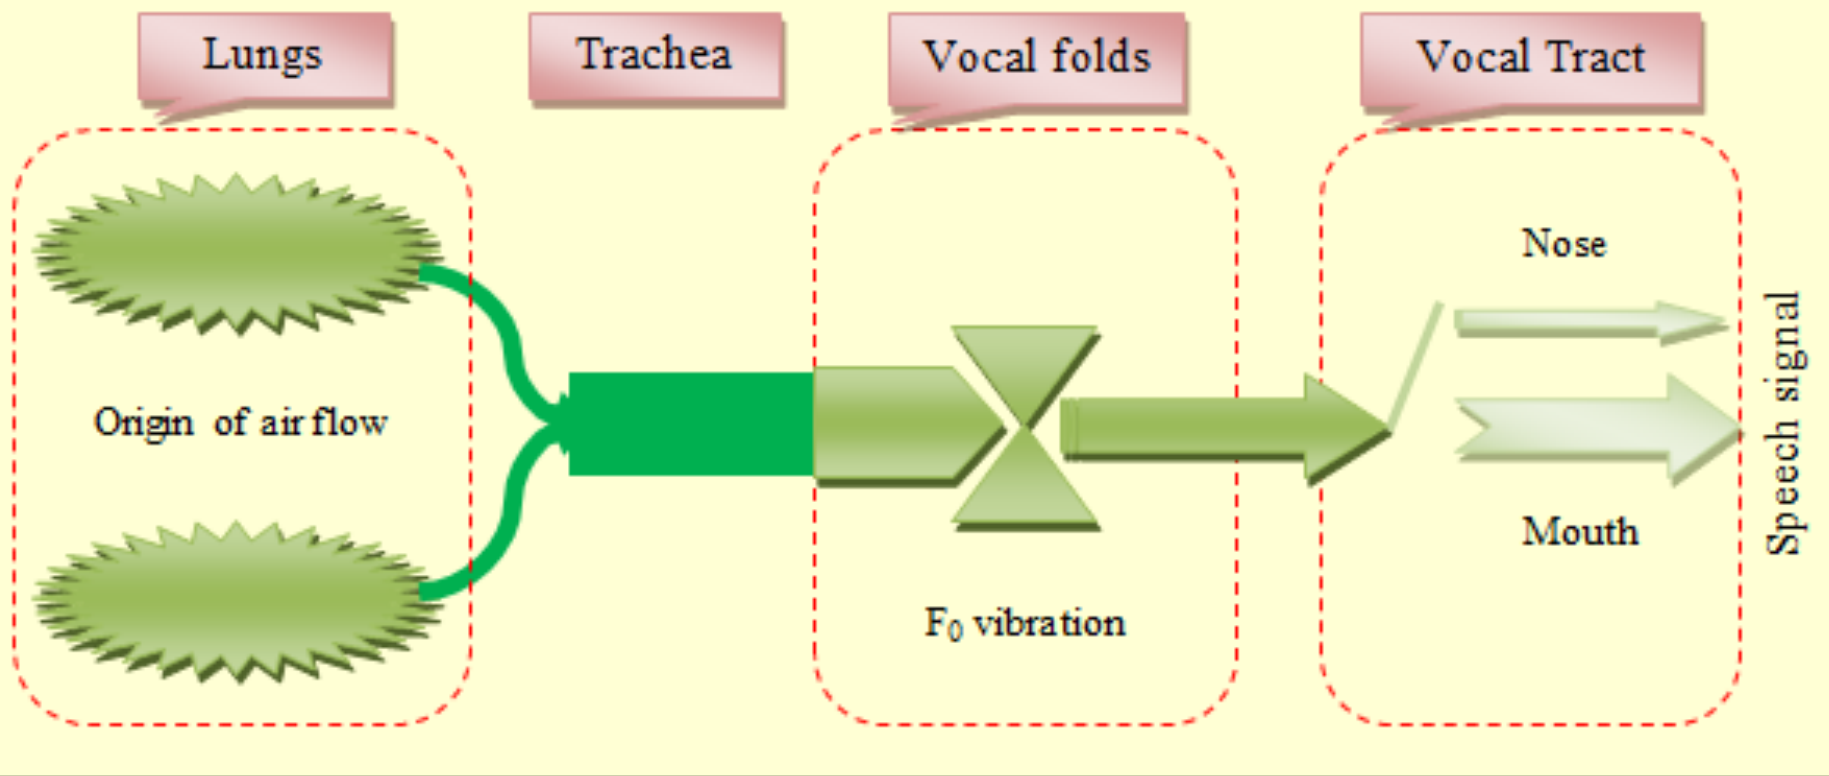 Lungs
Trachea
Vocal folds
Vocal Tract
Nose
Origin of air flow
Mouth
F₀ vibration
Speech signal